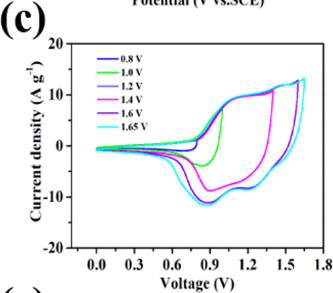 Potential (V vs.SCE)
(c)
20
10
0
-10
-20
Current density (A g⁻¹)
0.8 V
1.0 V
1.2 V
1.4 V
1.6 V
1.65 V
0.0 0.3 0.6 0.9 1.2 1.5 1.8
Voltage (V)